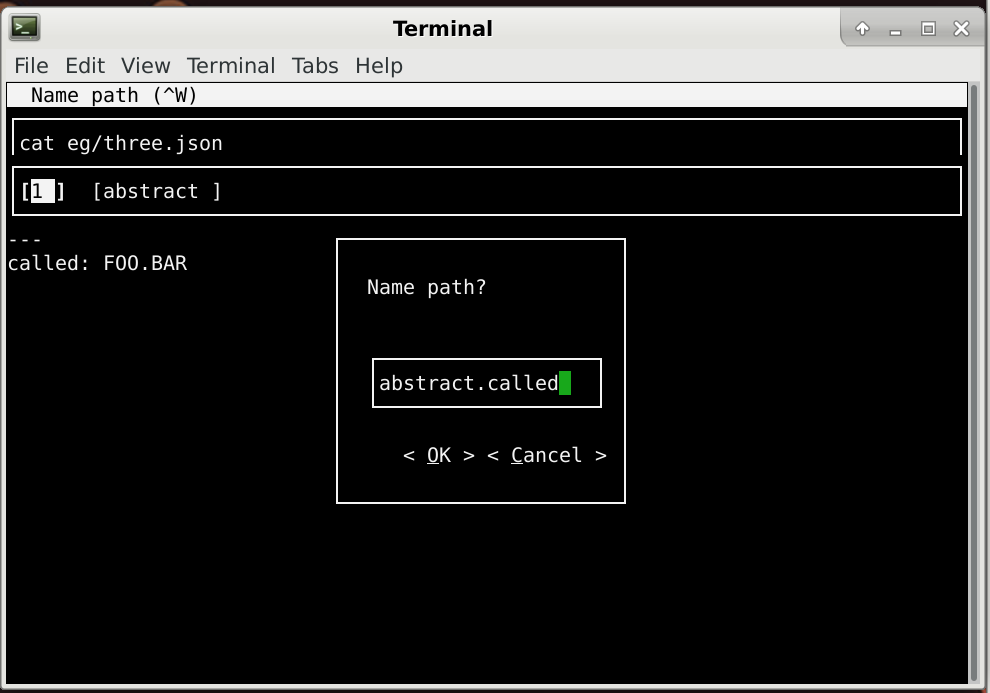 Terminal
File Edit View Terminal Tabs Help
Name path (^W)
cat eg/three.json
[1 ] [abstract ]
---
called: FOO.BAR
Name path?
abstract.called
< OK > < Cancel >